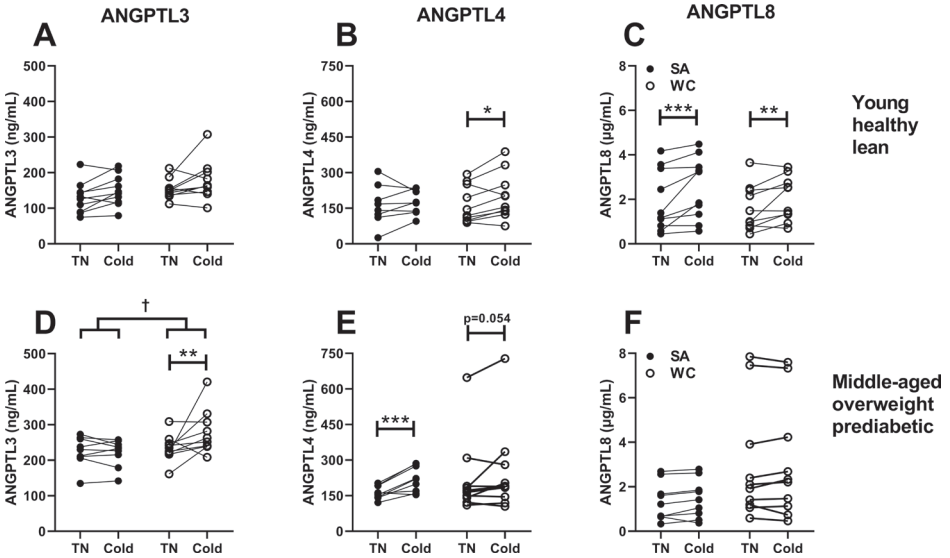 ANGPTL3
ANGPTL4
ANGPTL8
A
B
C
ANGPTL3 (ng/mL)
500
400
300
200
100
0
TN Cold TN Cold
ANGPTL4 (ng/mL)
750
600
450
300
150
0
*
TN Cold TN Cold
ANGPTL8 (µg/mL)
8
6
4
2
0
SA
WC
***
**
TN Cold TN Cold
Young
healthy
lean
D
E
F
ANGPTL3 (ng/mL)
500
400
300
200
100
0
†
**
TN Cold TN Cold
ANGPTL4 (ng/mL)
750
600
450
300
150
0
***
p=0.054
TN Cold TN Cold
ANGPTL8 (µg/mL)
8
6
4
2
0
SA
WC
TN Cold TN Cold
Middle-aged
overweight
prediabetic